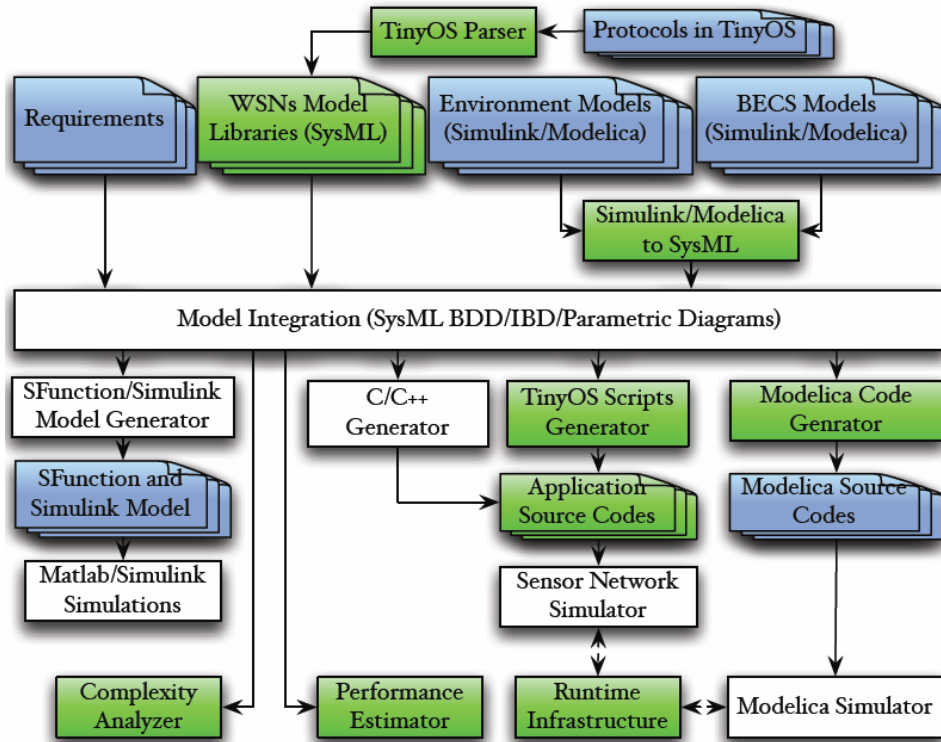 TinyOS Parser
Protocols in TinyOS
Requirements
WSNs Model
Libraries (SysML)
Environment Models
(Simulink/Modelica)
BECS Models
(Simulink/Modelica)
Simulink/Modelica
to SysML
Model Integration (SysML BDD/IBD/Parametric Diagrams)
SFunction/Simulink
Model Generator
C/C++
Generator
TinyOS Scripts
Generator
Modelica Code
Genrator
SFunction and
Simulink Model
Application
Source Codes
Modelica Source
Codes
Matlab/Simulink
Simulations
Sensor Network
Simulator
Complexity
Analyzer
Performance
Estimator
Runtime
Infrastructure
Modelica Simulator